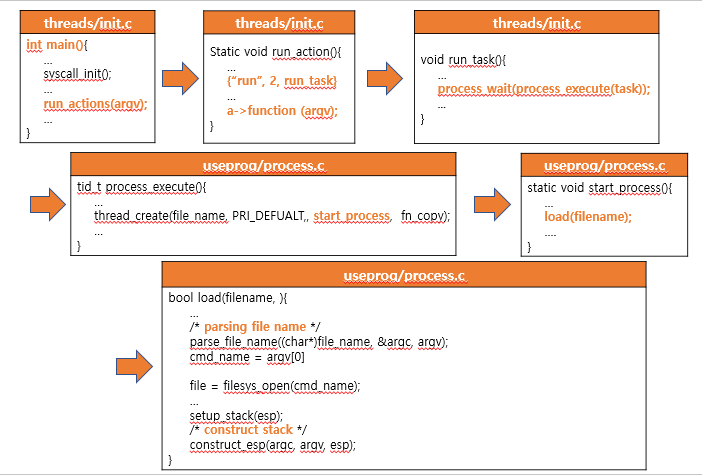 threads/init.c
int main(){
...
syscall_init();
...
run_actions(argv);
...
}
threads/init.c
Static void run_action(){
...
{“run”, 2, run_task}
...
a->function (argv);
}
threads/init.c
void run_task(){
...
process_wait(process_execute(task));
...
}
useprog/process.c
tid_t process_execute(){
...
thread_create(file_name, PRI_DEFUALT,, start_process, fn_copy);
...
}
useprog/process.c
static void start_process(){
...
load(filename);
....
}
useprog/process.c
bool load(filename, ){
...
/* parsing file name */
parse_file_name((char*)file_name, &argc, argv);
cmd_name = argv[0]
file = filesys_open(cmd_name);
...
setup_stack(esp);
/* construct stack */
construct_esp(argc, argv, esp);
}